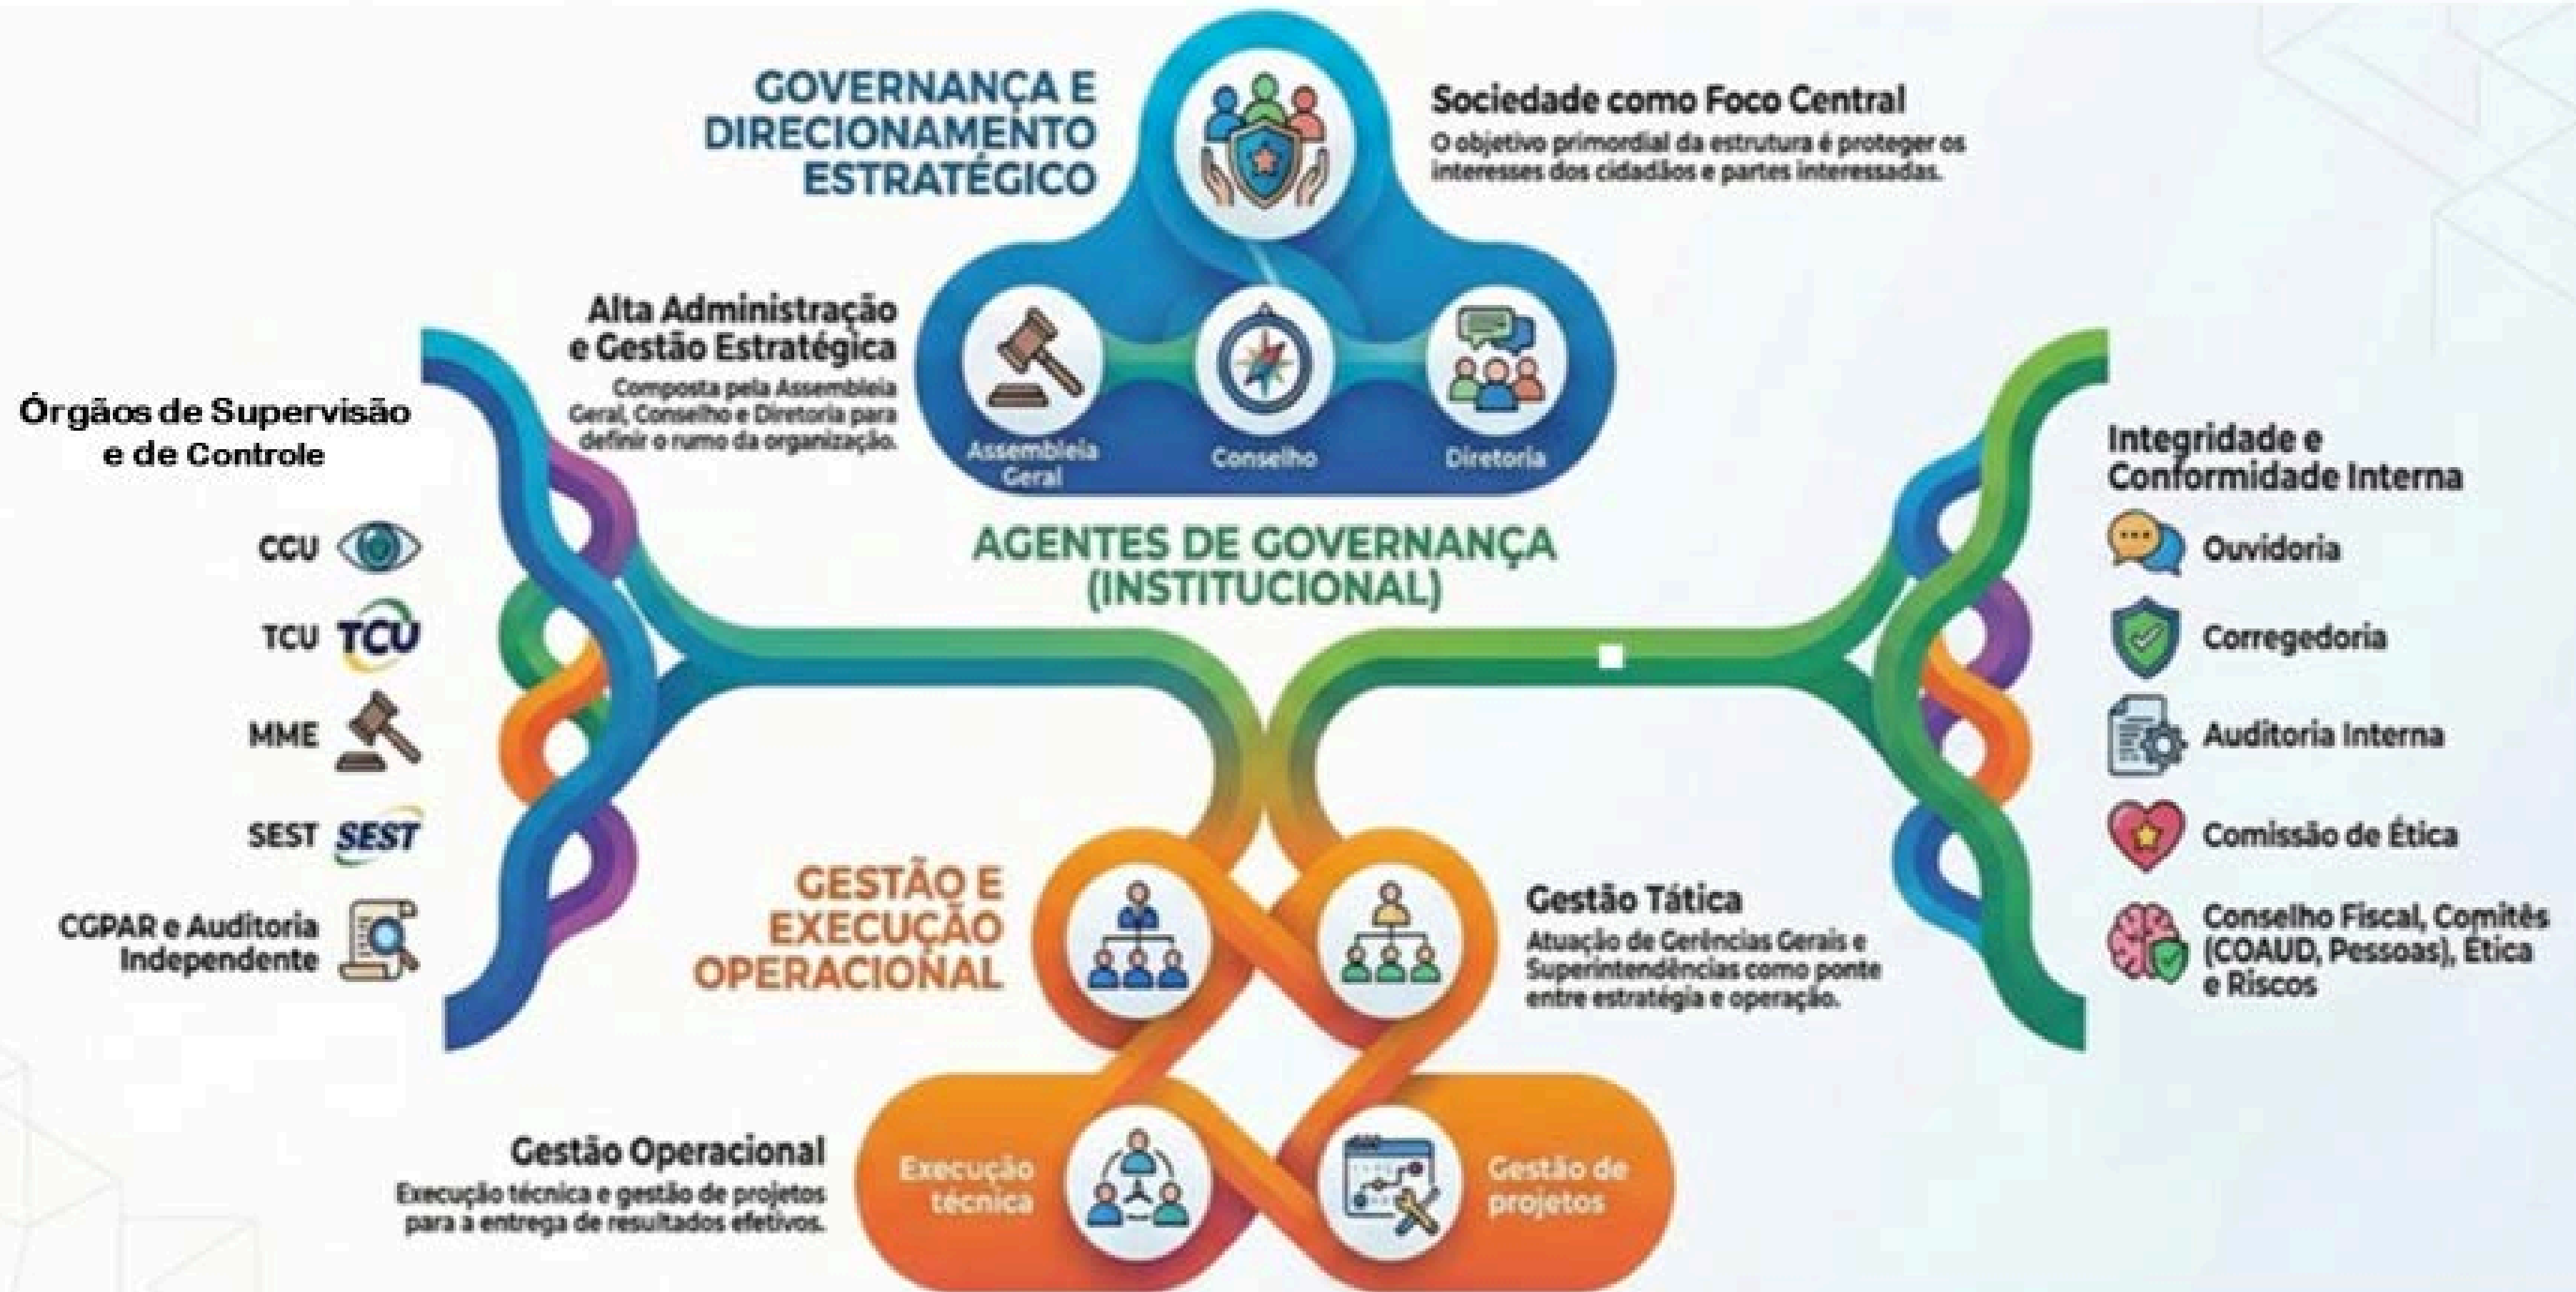 GOVERNANÇA E
DIRECIONAMENTO
ESTRATÉGICO
Sociedade como Foco Central
O objetivo primordial da estrutura é proteger os
interesses dos cidadãos e partes interessadas.
Alta Administração
e Gestão Estratégica
Composta pela Assembleia
Geral, Conselho e Diretoria para
definir o rumo da organização.
Assembleia
Geral
Conselho
Diretoria
Órgãos de Supervisão
e de Controle
CGU
TCU
TCU
MME
SEST
SEST
CGPAR e Auditoria
Independente
AGENTES DE GOVERNANÇA
(INSTITUCIONAL)
Integridade e
Conformidade Interna
Ouvidoria
Corregedoria
Auditoria Interna
Comissão de Ética
Conselho Fiscal, Comitês
(COAUD, Pessoas), Ética
e Riscos
GESTÃO E
EXECUÇÃO
OPERACIONAL
Gestão Tática
Atuação de Gerências Gerais e
Superintendências como ponte
entre estratégia e operação.
Gestão Operacional
Execução técnica e gestão de projetos
para a entrega de resultados efetivos.
Execução
técnica
Gestão de
projetos